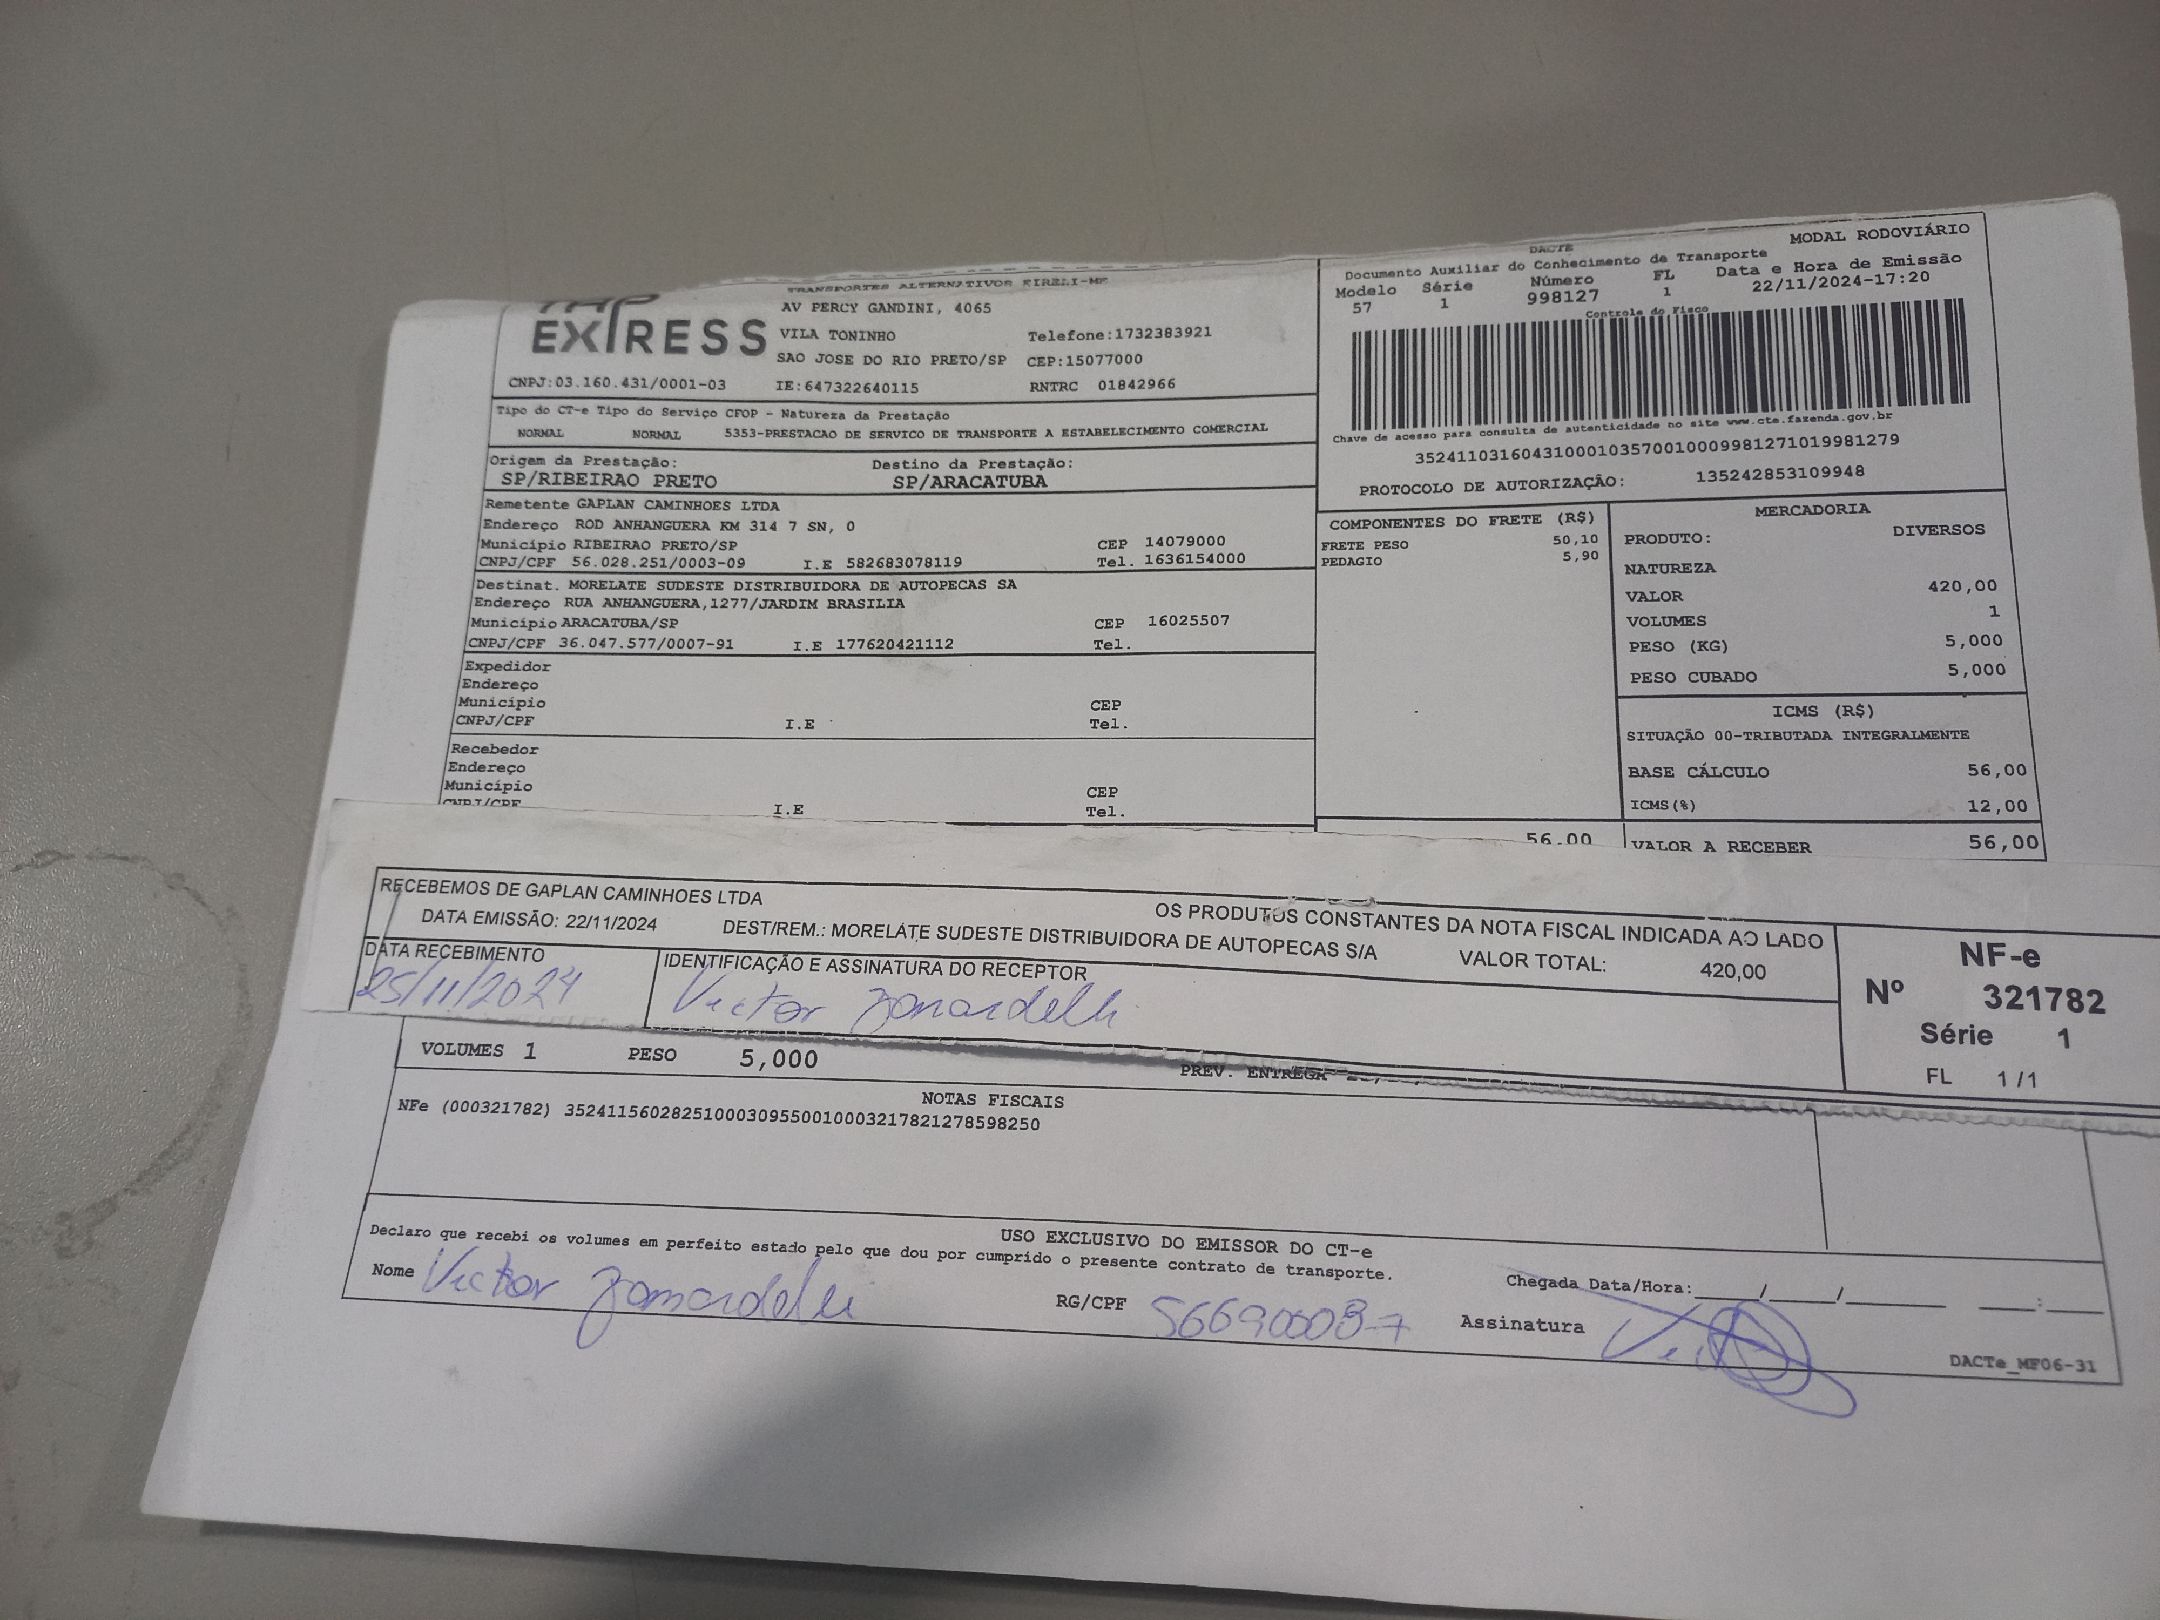 EXPRESS
TRANSPORTES ALTERNATIVOS EIRELI-ME
AV PERCY GANDINI, 4065
VILA TONINHO Telefone:1732383921
SAO JOSE DO RIO PRETO/SP CEP:15077000
CNPJ:03.160.431/0001-03 IE:647322640115 RNTRC 01842966
Tipo do CT-e Tipo do Serviço CFOP - Natureza da Prestação
NORMAL NORMAL 5353-PRESTACAO DE SERVICO DE TRANSPORTE A ESTABELECIMENTO COMERCIAL
Origem da Prestação: Destino da Prestação:
SP/RIBEIRAO PRETO SP/ARACATUBA
Remetente GAPLAN CAMINHOES LTDA
Endereço ROD ANHANGUERA KM 314 7 SN, 0
Município RIBEIRAO PRETO/SP CEP 14079000
CNPJ/CPF 56.028.251/0003-09 I.E 582683078119 Tel. 1636154000
Destinat. MORELATE SUDESTE DISTRIBUIDORA DE AUTOPECAS SA
Endereço RUA ANHANGUERA,1277/JARDIM BRASILIA
Município ARACATUBA/SP CEP 16025507
CNPJ/CPF 36.047.577/0007-91 I.E 177620421112 Tel.
Expedidor
Endereço
Município CEP
CNPJ/CPF I.E Tel.
Recebedor
Endereço
Município CEP
CNPJ/CPF I.E Tel.
DACTE MODAL RODOVIÁRIO
Documento Auxiliar do Conhecimento de Transporte
Modelo Série Número FL Data e Hora de Emissão
57 1 998127 1 22/11/2024-17:20
Controle do Fisco
Chave de acesso para consulta de autenticidade no site www.cte.fazenda.gov.br
35241103160431000103570010009981271019981279
PROTOCOLO DE AUTORIZAÇÃO: 135242853109948
COMPONENTES DO FRETE (R$)
FRETE PESO 50,10
PEDAGIO 5,90
56,00
MERCADORIA
PRODUTO: DIVERSOS
NATUREZA
VALOR 420,00
VOLUMES 1
PESO (KG) 5,000
PESO CUBADO 5,000
ICMS (R$)
SITUAÇÃO 00-TRIBUTADA INTEGRALMENTE
BASE CÁLCULO 56,00
ICMS(%) 12,00
VALOR A RECEBER 56,00
RECEBEMOS DE GAPLAN CAMINHOES LTDA OS PRODUTOS CONSTANTES DA NOTA FISCAL INDICADA AO LADO
DATA EMISSÃO: 22/11/2024 DEST/REM.: MORELATE SUDESTE DISTRIBUIDORA DE AUTOPECAS S/A VALOR TOTAL: 420,00
DATA RECEBIMENTO IDENTIFICAÇÃO E ASSINATURA DO RECEPTOR
25/11/2024 Victor Zanardelli
NF-e
Nº 321782
Série 1
FL 1/1
VOLUMES 1 PESO 5,000 PREV. ENTREGA
NOTAS FISCAIS
NFe (000321782) 35241156028251000309550010003217821278598250
USO EXCLUSIVO DO EMISSOR DO CT-e
Declaro que recebi os volumes em perfeito estado pelo que dou por cumprido o presente contrato de transporte.
Nome Victor Zanardelli RG/CPF 56690003-7
Chegada Data/Hora:____/____/____ __:__
Assinatura
DACTe_MF06-31